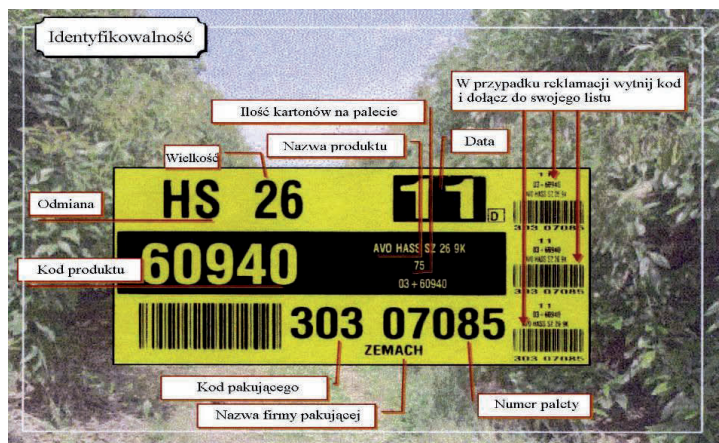 Identyfikowalność
W przypadku reklamacji wytnij kod
i dołącz do swojego listu
Ilość kartonów na palecie
Nazwa produktu
Data
Wielkość
Odmiana
Kod produktu
HS 26
11
D
60940
AVO HASS SZ 26 9K
75
03 + 60940
303 07085
ZEMACH
11
03 + 60940
AVO HASS SZ 26 9K
303 07085
11
03 + 60940
AVO HASS SZ 26 9K
303 07085
11
03 + 60940
AVO HASS SZ 26 9K
303 07085
Kod pakującego
Nazwa firmy pakującej
Numer palety